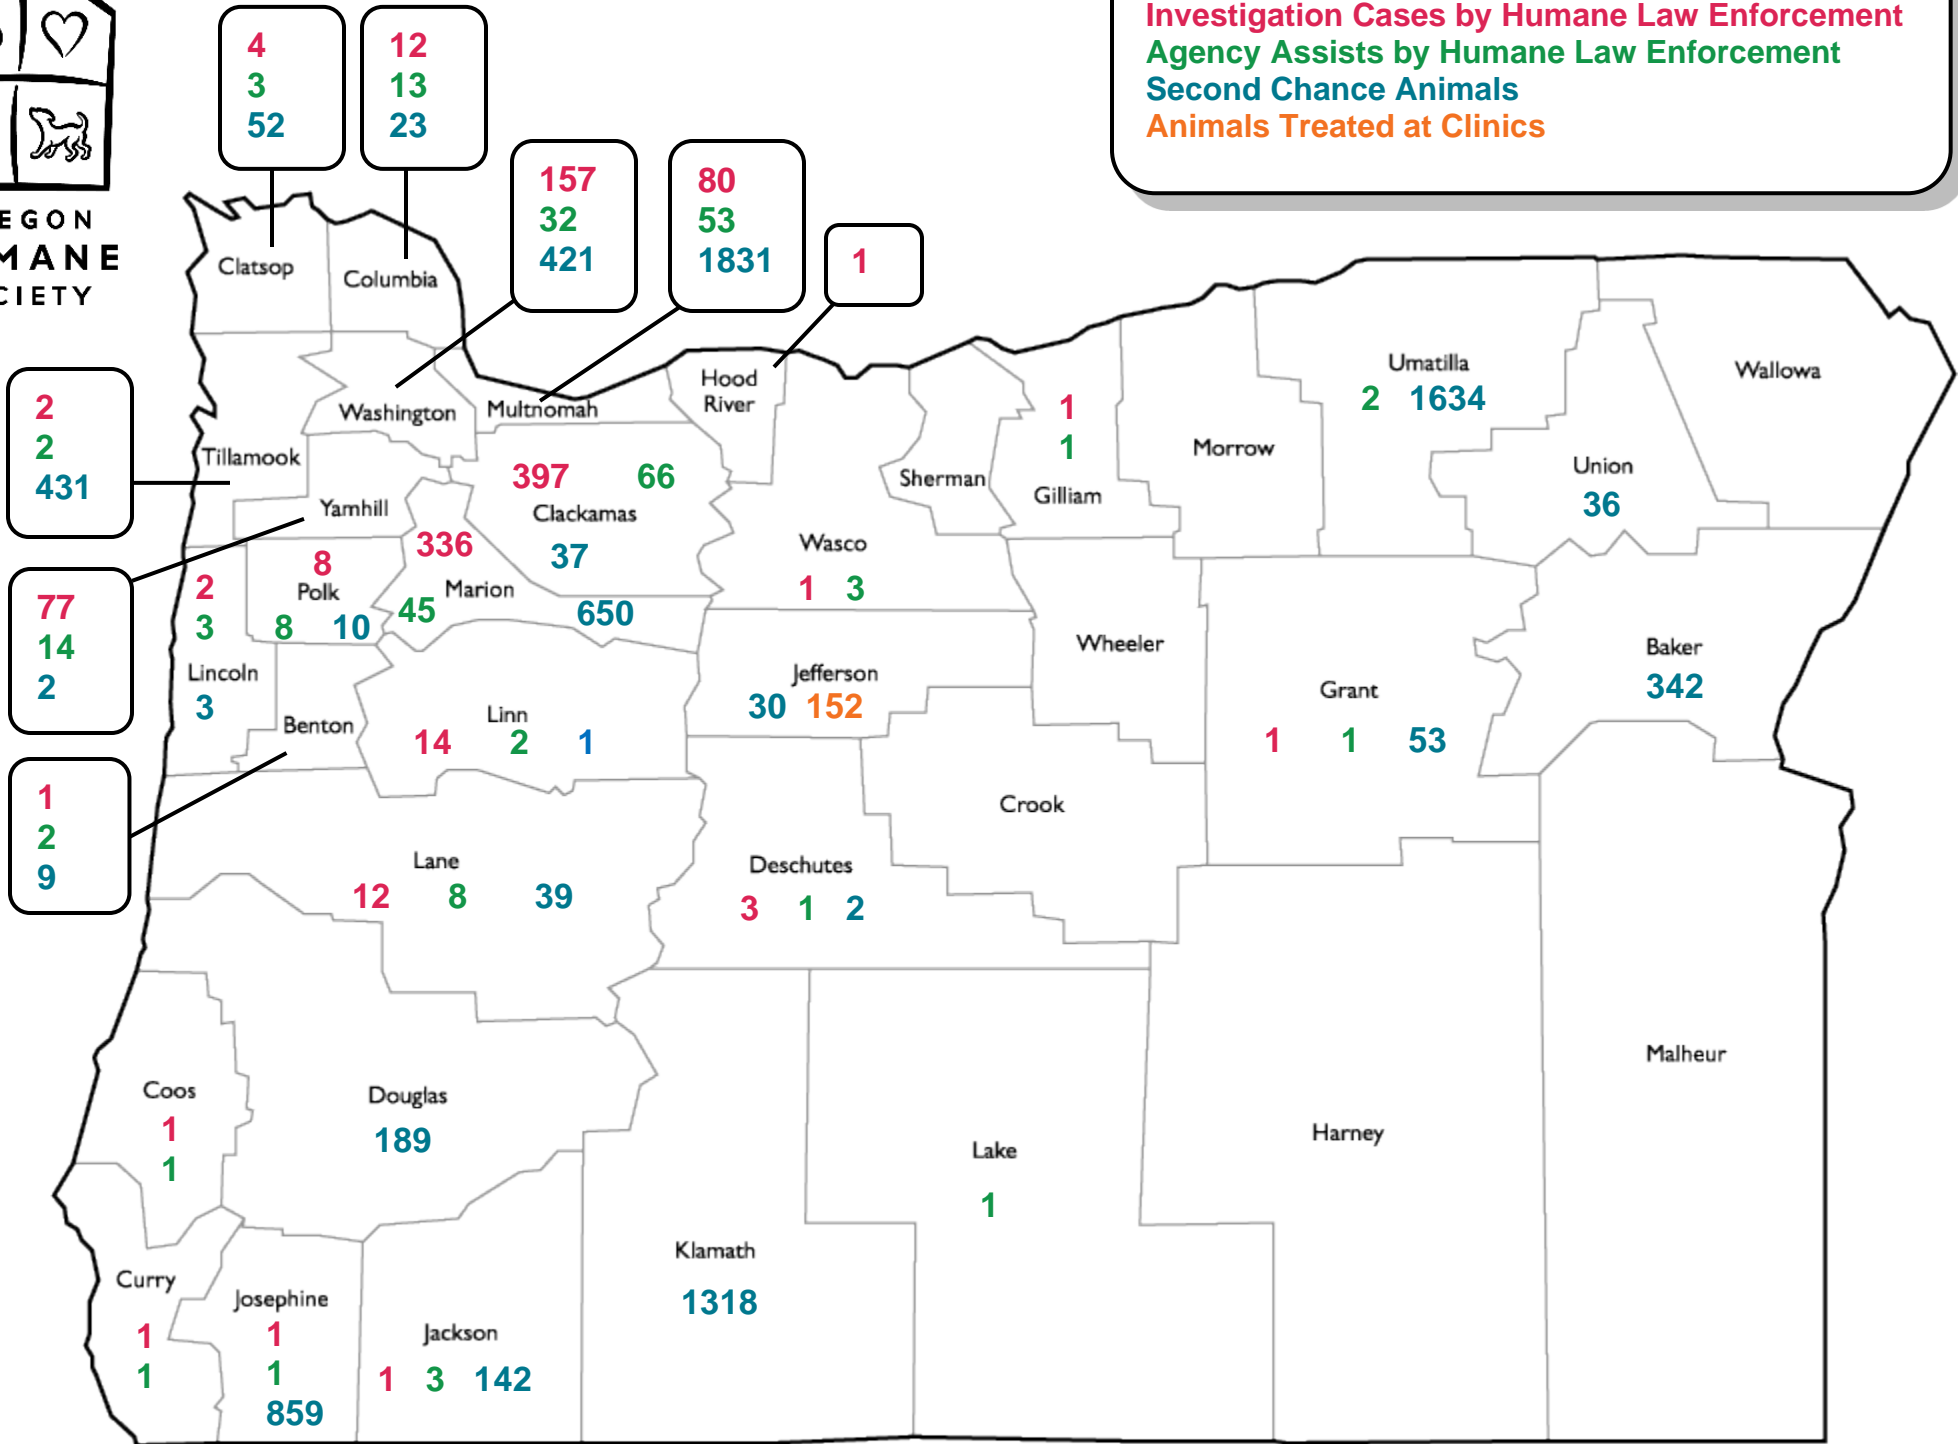 EGON
MANE
CIETY
Investigation Cases by Humane Law Enforcement
Agency Assists by Humane Law Enforcement
Second Chance Animals
Animals Treated at Clinics
4
3
52
12
13
23
157
32
421
80
53
1831
1
Clatsop
Columbia
Washington
Multnomah
Hood
River
2
2
431
Tillamook
Yamhill
77
14
2
397 66
Clackamas
37
336
Marion
45
650
8
Polk
8 10
2
3
Lincoln
3
Benton
1
2
9
Linn
14 2 1
Wasco
1 3
Sherman
1
1
Gilliam
Morrow
Umatilla
2 1634
Union
36
Wallowa
Jefferson
30 152
Wheeler
Grant
1 1 53
Baker
342
Crook
Lane
12 8 39
Deschutes
3 1 2
Coos
1
1
Douglas
189
Lake
1
Harney
Malheur
Klamath
1318
Curry
1
1
Josephine
1
1
859
Jackson
1 3 142